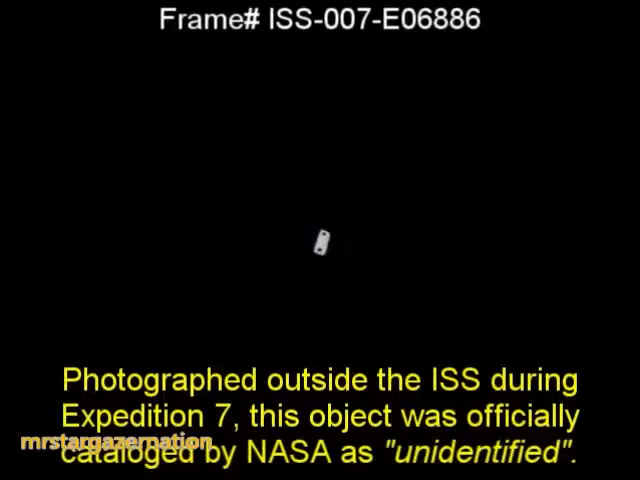 Frame# ISS-007-E06886
Photographed outside the ISS during
Expedition 7, this object was officially
cataloged by NASA as "unidentified".
mrstargazernation